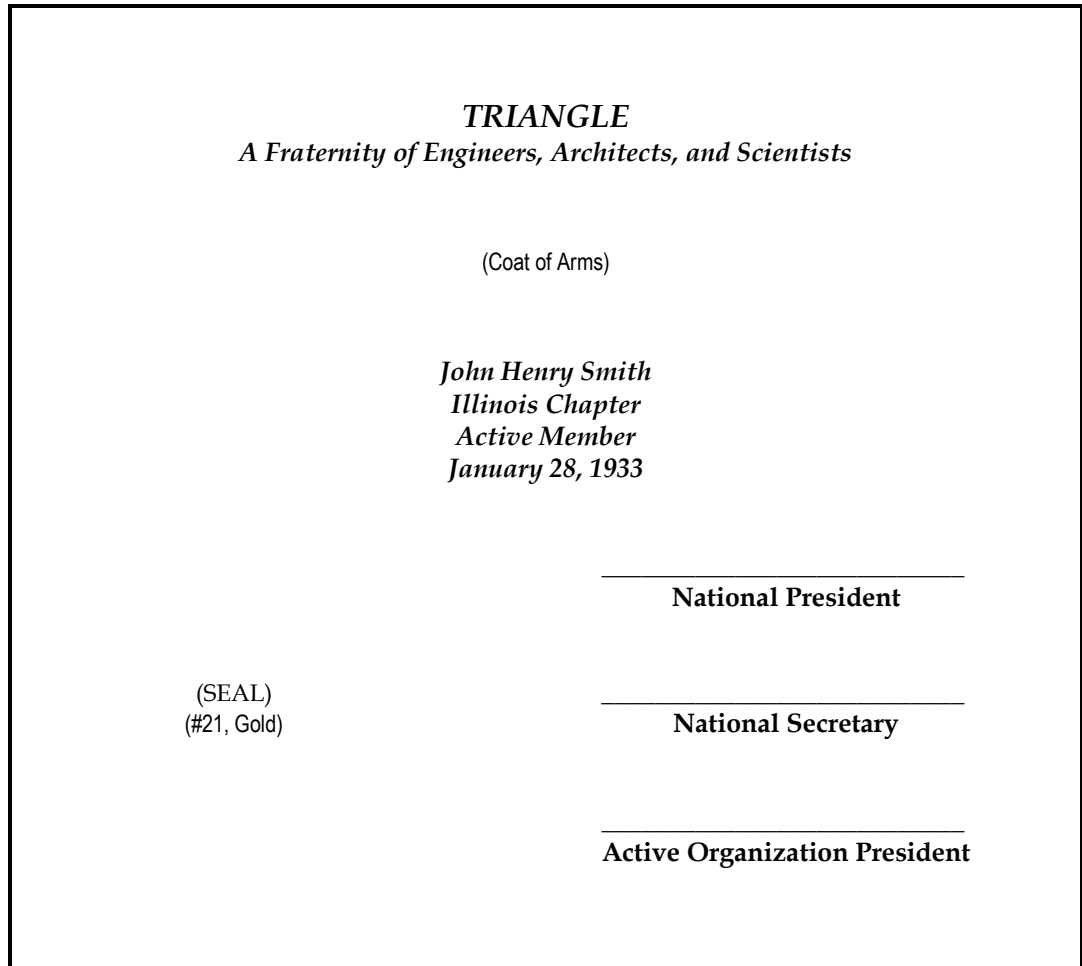 TRIANGLE
A Fraternity of Engineers, Architects, and Scientists
(Coat of Arms)
John Henry Smith
Illinois Chapter
Active Member
January 28, 1933
National President
(SEAL)
(#21, Gold)
National Secretary
Active Organization President